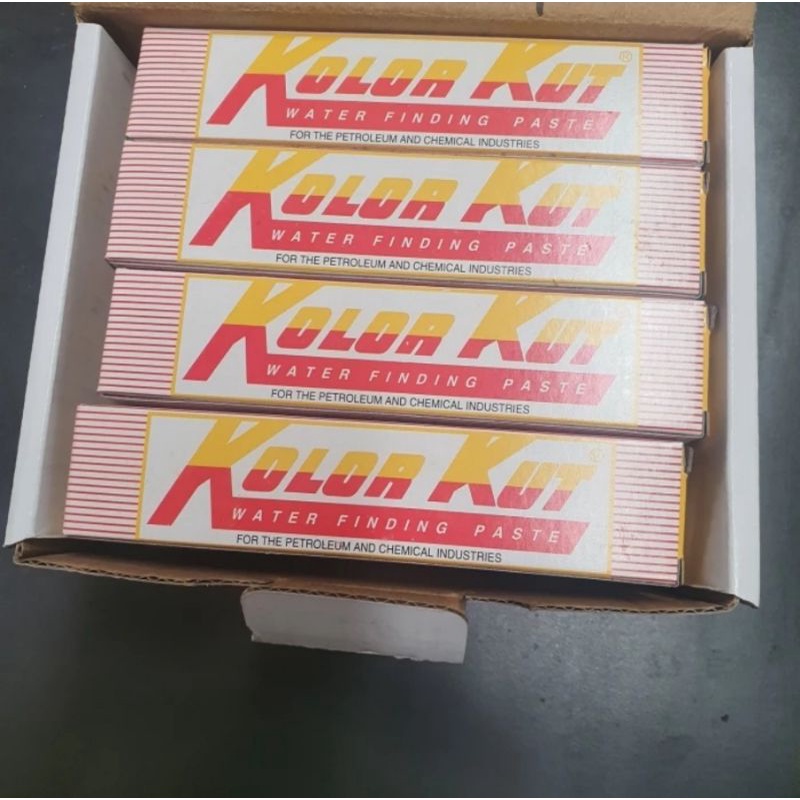 KOLOR KUT®
WATER FINDING PASTE
FOR THE PETROLEUM AND CHEMICAL INDUSTRIES
KOLOR KUT
WATER FINDING PASTE
FOR THE PETROLEUM AND CHEMICAL INDUSTRIES
KOLOR KUT
WATER FINDING PASTE
FOR THE PETROLEUM AND CHEMICAL INDUSTRIES
KOLOR KUT®
WATER FINDING PASTE
FOR THE PETROLEUM AND CHEMICAL INDUSTRIES